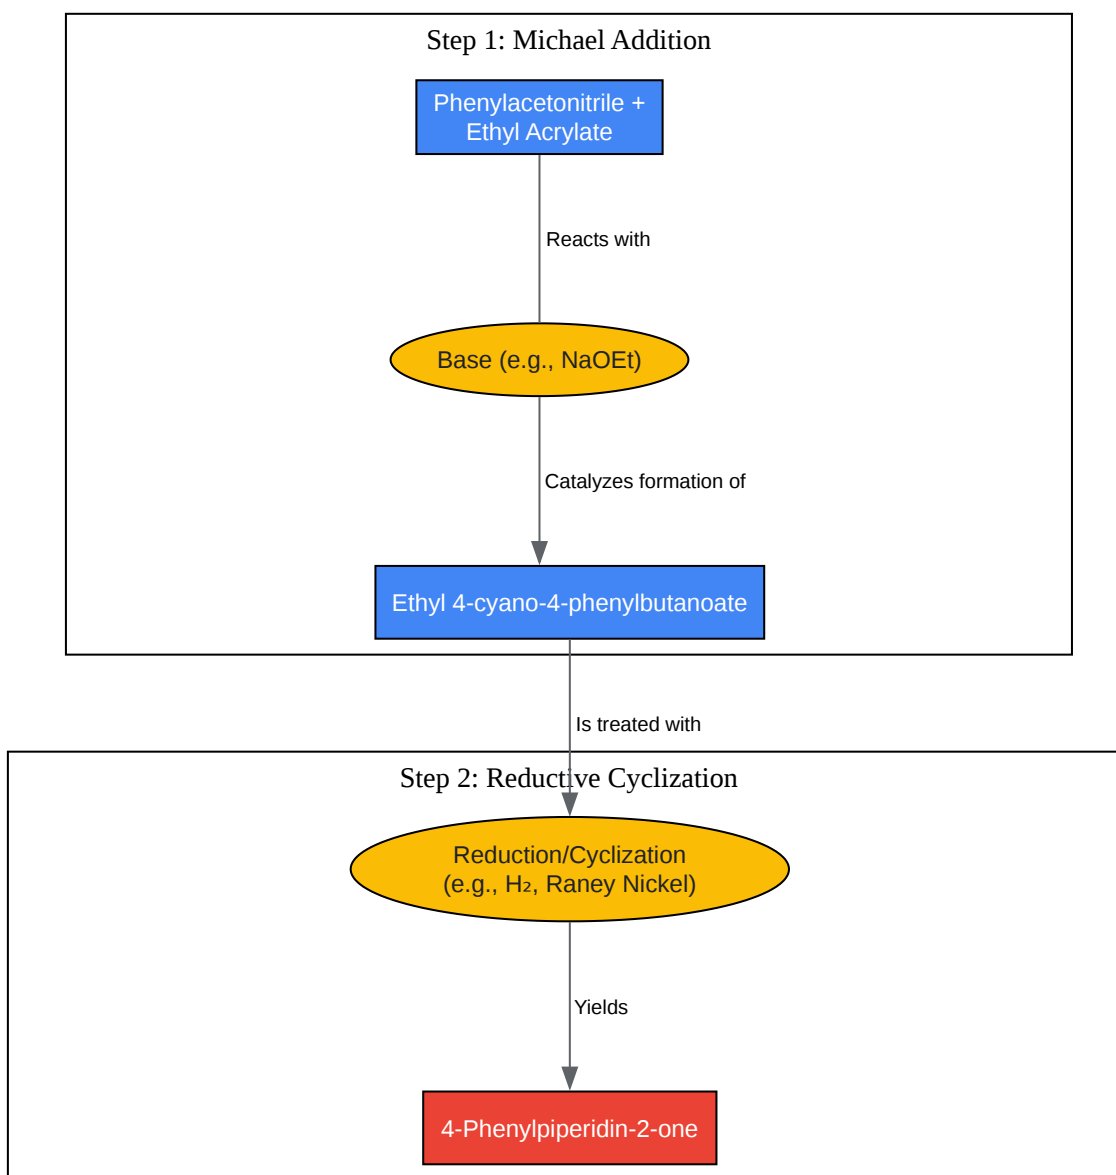 Step 1: Michael Addition
Phenylacetonitrile +
Ethyl Acrylate
Reacts with
Base (e.g., NaOEt)
Catalyzes formation of
Ethyl 4-cyano-4-phenylbutanoate
Is treated with
Step 2: Reductive Cyclization
Reduction/Cyclization
(e.g., H₂, Raney Nickel)
Yields
4-Phenylpiperidin-2-one